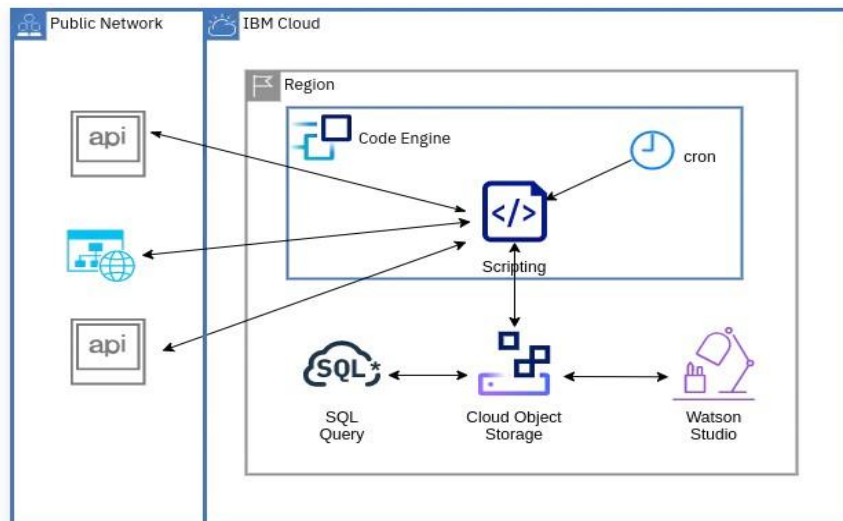 Public Network
IBM Cloud
Region
api
Code Engine
cron
</>
Scripting
api
SQL*
SQL
Query
Cloud Object
Storage
Watson
Studio